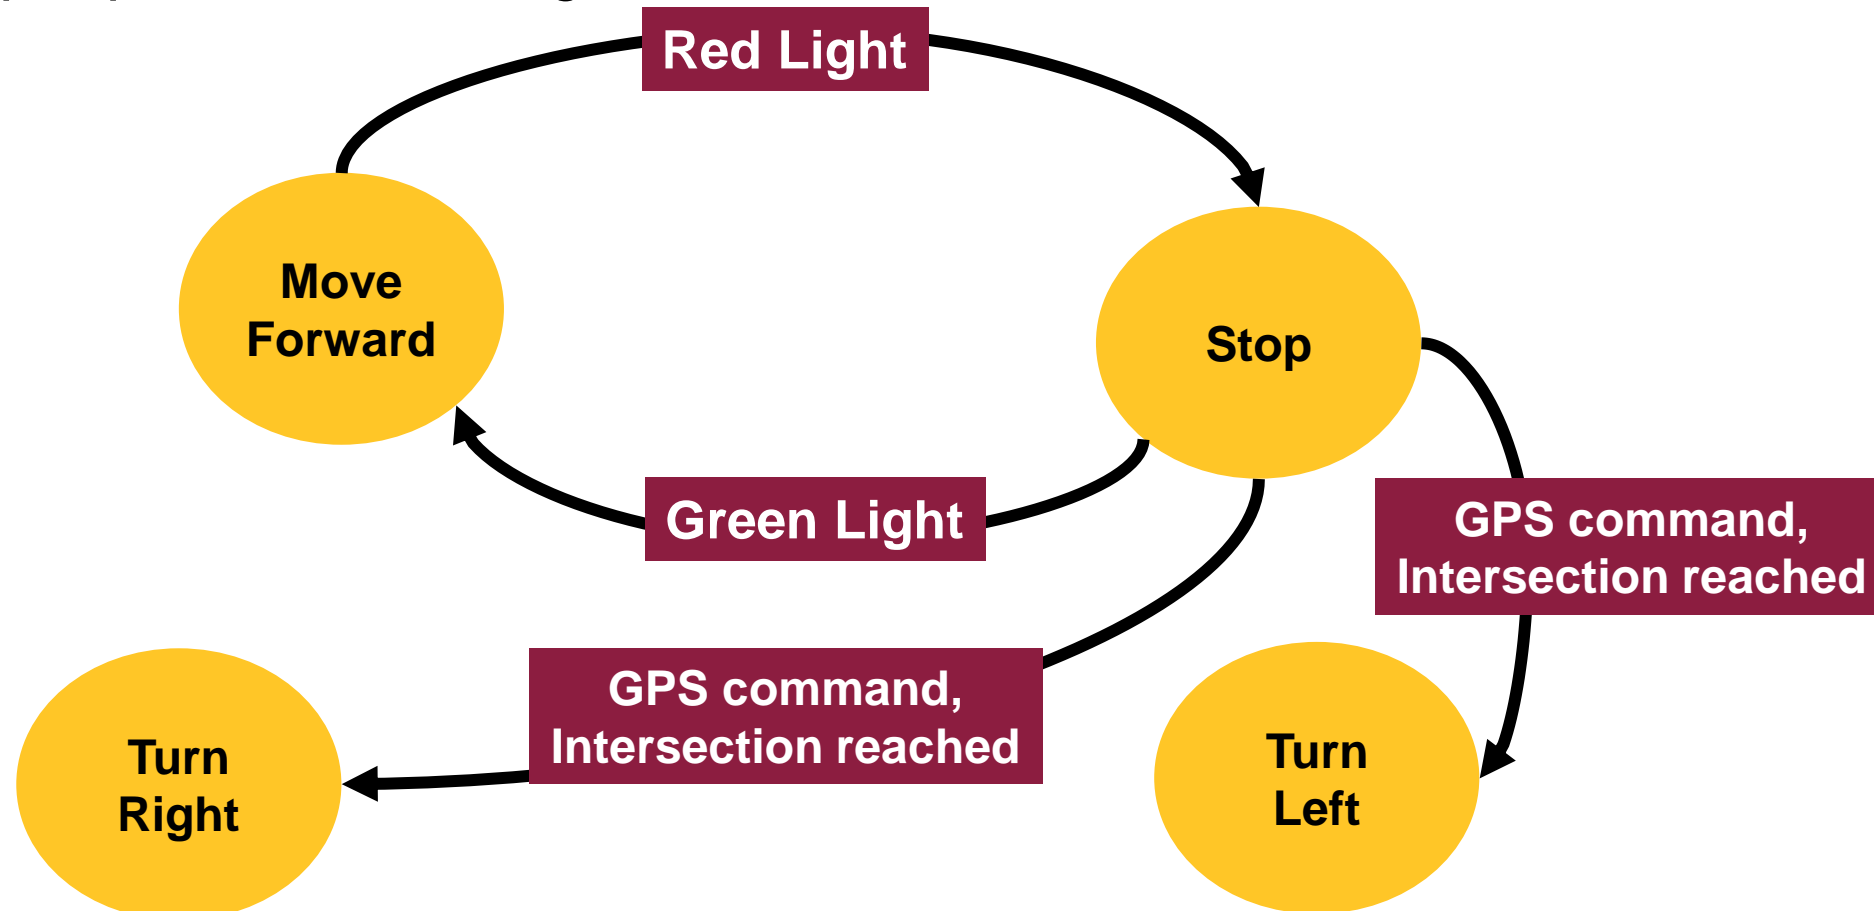 Red Light
Move
Forward
Stop
Green Light
GPS command,
Intersection reached
GPS command,
Intersection reached
Turn
Right
Turn
Left